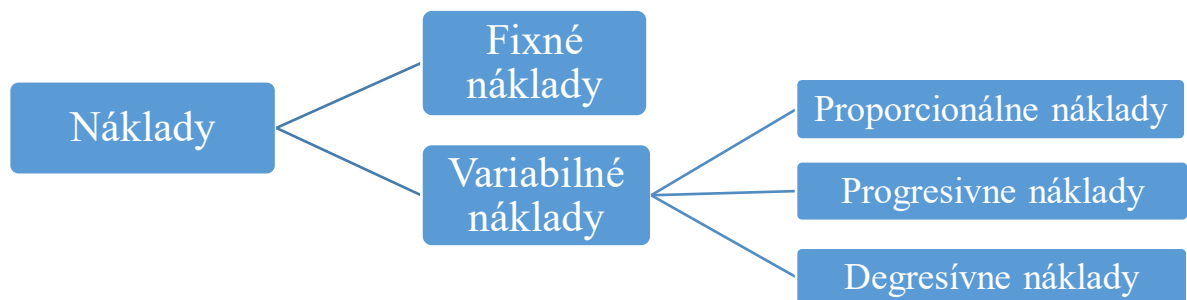 Náklady
Fixné
náklady
Variabilné
náklady
Proporcionálne náklady
Progresivne náklady
Degresívne náklady